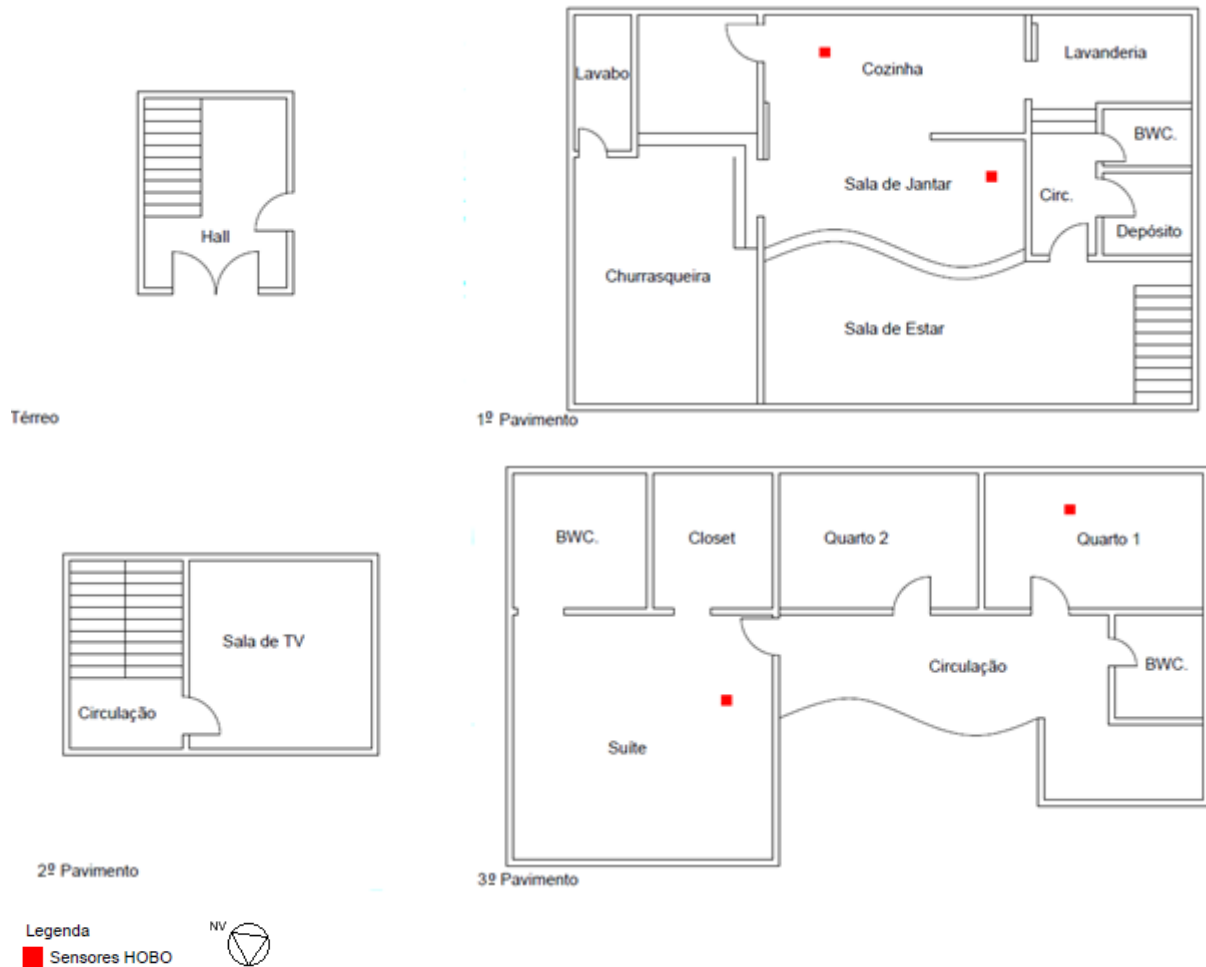 Lavabo
Cozinha
Lavanderia
BWC.
Sala de Jantar
Circ.
Depósito
Hall
Churrasqueira
Sala de Estar
Térreo
1º Pavimento
BWC.
Closet
Quarto 2
Quarto 1
Sala de TV
Circulação
BWC.
Circulação
Suíte
2º Pavimento
3º Pavimento
Legenda
NV
Sensores HOBO